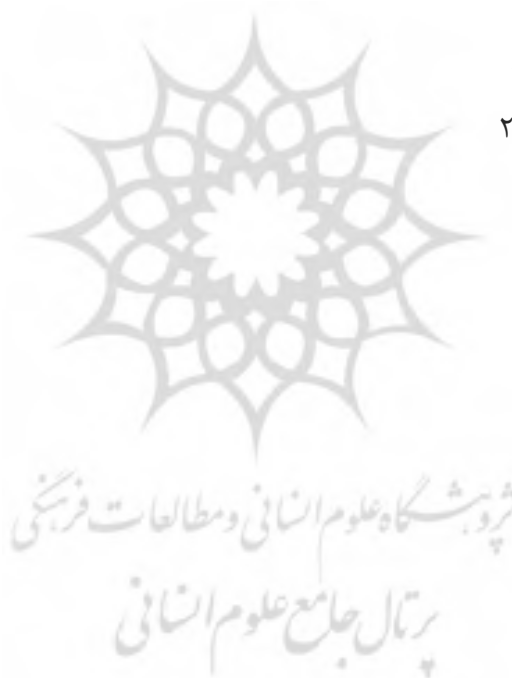 ۲
پژوهشگاه علوم انسانی و مطالعات فرهنگی
پرتال جامع علوم انسانی